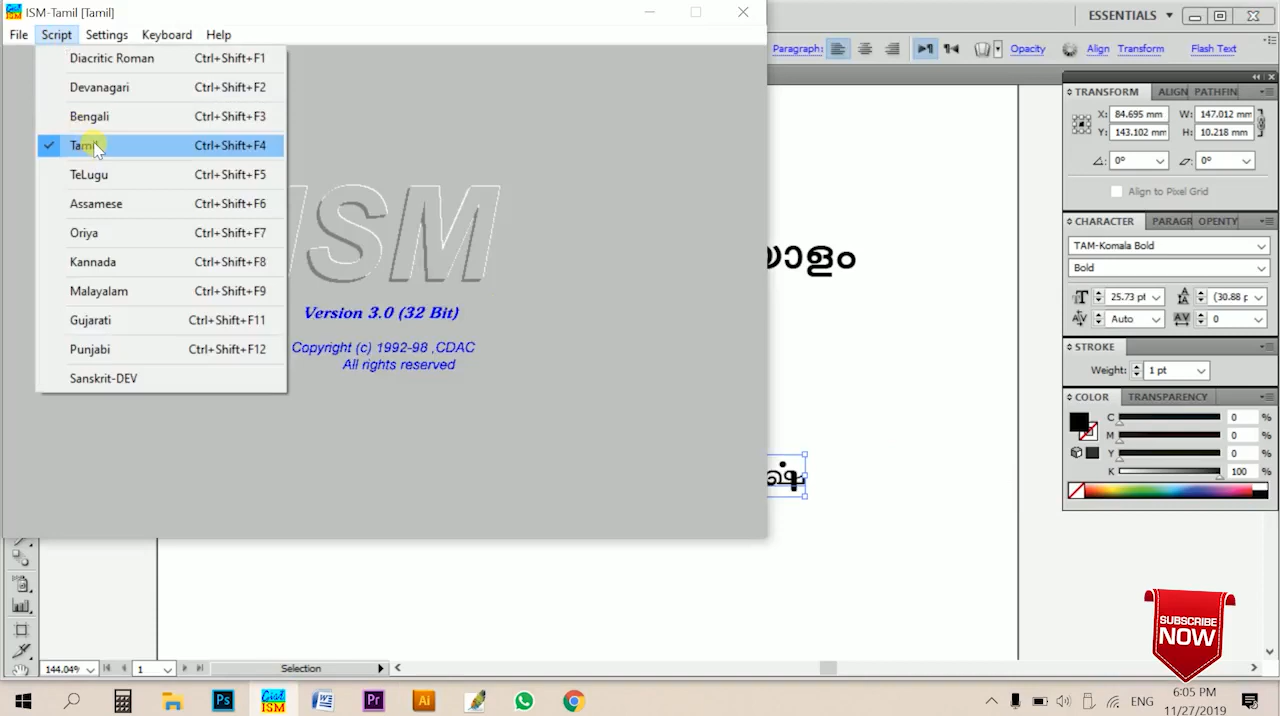 ISM-Tamil [Tamil]
File Script Settings Keyboard Help
Diacritic Roman Ctrl+Shift+F1
Devanagari Ctrl+Shift+F2
Bengali Ctrl+Shift+F3
Tamil Ctrl+Shift+F4
TeLugu Ctrl+Shift+F5
Assamese Ctrl+Shift+F6
Oriya Ctrl+Shift+F7
Kannada Ctrl+Shift+F8
Malayalam Ctrl+Shift+F9
Gujarati Ctrl+Shift+F11
Punjabi Ctrl+Shift+F12
Sanskrit-DEV
ISM
Version 3.0 (32 Bit)
Copyright (c) 1992-98 ,CDAC
All rights reserved
ESSENTIALS
Paragraph: Opacity Align Transform Flash Text
TRANSFORM ALIGN PATHFIN
X: 84.695 mm W: 147.012 mm
Y: 143.102 mm H: 10.218 mm
0° 0°
Align to Pixel Grid
CHARACTER PARAGR OPENTY
TAM-Komala Bold
Bold
25.73 pt (30.88 p
Auto 0
STROKE
Weight: 1 pt
COLOR TRANSPARENCY
C 0 %
M 0 %
Y 0 %
K 100 %
യാളം
SUBSCRIBE
NOW
144.04% 1 Selection
Ps
Gist
ISM
W
Pr
Ai
ENG
6:05 PM
11/27/2019